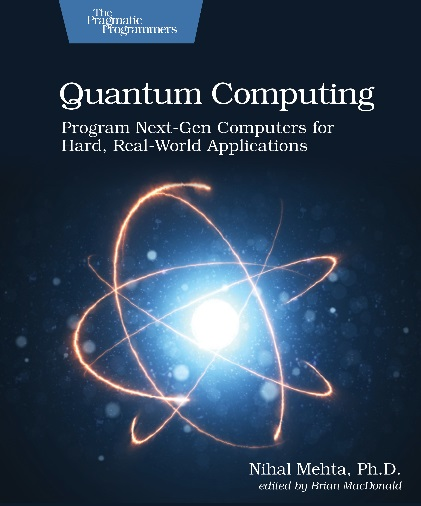 The
Pragmatic
Programmers
Quantum Computing
Program Next-Gen Computers for
Hard, Real-World Applications
Nihal Mehta, Ph.D.
edited by Brian MacDonald